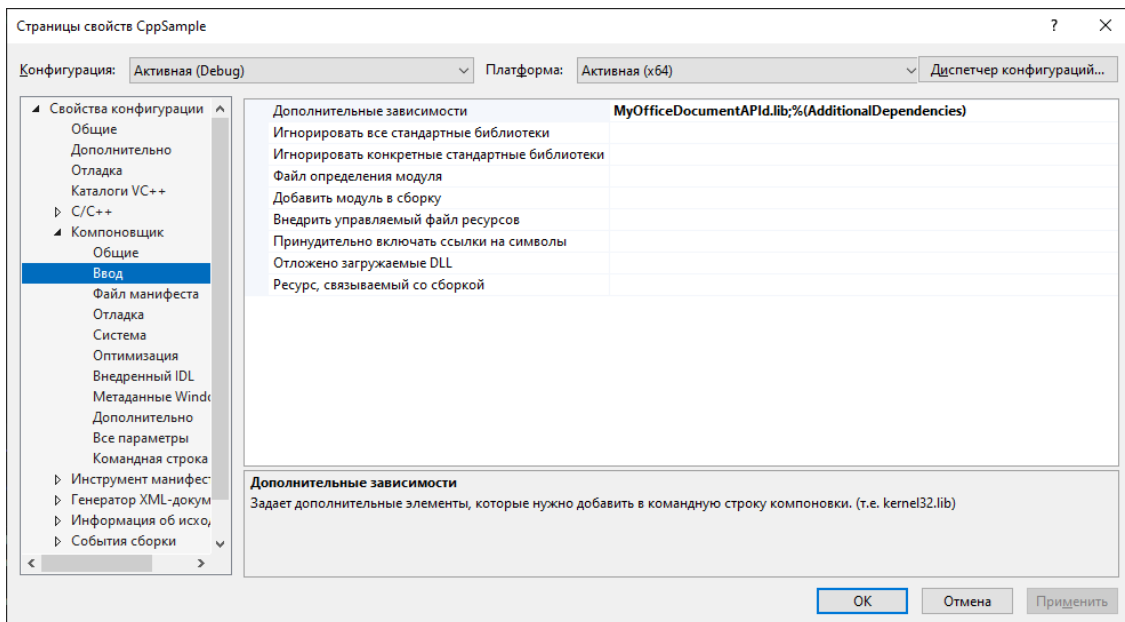 Страницы свойств CppSample
?
Конфигурация: Активная (Debug) Платформа: Активная (x64) Диспетчер конфигураций...
Свойства конфигурации
Общие
Дополнительно
Отладка
Каталоги VC++
C/C++
Компоновщик
Общие
Ввод
Файл манифеста
Отладка
Система
Оптимизация
Внедренный IDL
Метаданные Windo
Дополнительно
Все параметры
Командная строка
Инструмент манифест
Генератор XML-докум
Информация об исход
События сборки
Дополнительные зависимости MyOfficeDocumentAPId.lib;%(AdditionalDependencies)
Игнорировать все стандартные библиотеки
Игнорировать конкретные стандартные библиотеки
Файл определения модуля
Добавить модуль в сборку
Внедрить управляемый файл ресурсов
Принудительно включать ссылки на символы
Отложено загружаемые DLL
Ресурс, связываемый со сборкой
Дополнительные зависимости
Задает дополнительные элементы, которые нужно добавить в командную строку компоновки. (т.е. kernel32.lib)
ОК Отмена Применить